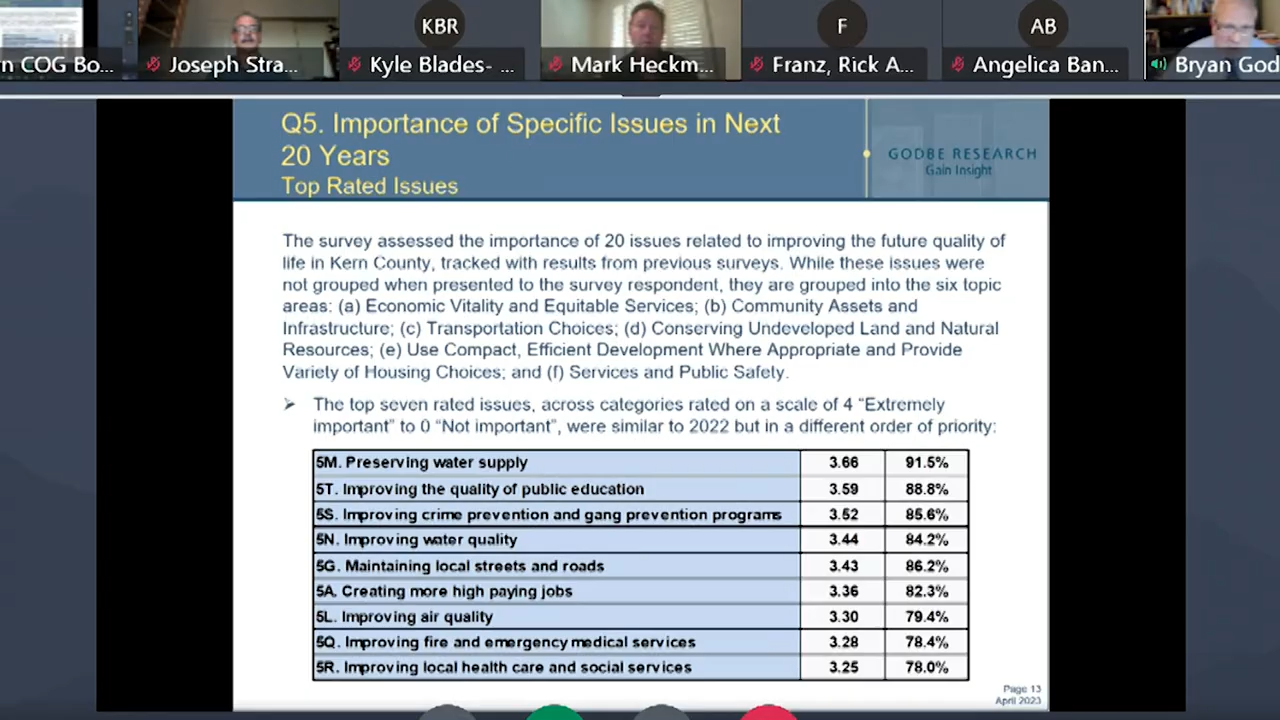 KBR
F
AB
n COG Bo...
Joseph Stra...
Kyle Blades- ...
Mark Heckm...
Franz, Rick A...
Angelica Ban...
Bryan God
Q5. Importance of Specific Issues in Next
20 Years
Top Rated Issues
GODBE RESEARCH
Gain Insight
The survey assessed the importance of 20 issues related to improving the future quality of
life in Kern County, tracked with results from previous surveys. While these issues were
not grouped when presented to the survey respondent, they are grouped into the six topic
areas: (a) Economic Vitality and Equitable Services; (b) Community Assets and
Infrastructure; (c) Transportation Choices; (d) Conserving Undeveloped Land and Natural
Resources; (e) Use Compact, Efficient Development Where Appropriate and Provide
Variety of Housing Choices; and (f) Services and Public Safety.
➢ The top seven rated issues, across categories rated on a scale of 4 “Extremely
important” to 0 “Not important”, were similar to 2022 but in a different order of priority:
5M. Preserving water supply 3.66 91.5%
5T. Improving the quality of public education 3.59 88.8%
5S. Improving crime prevention and gang prevention programs 3.52 85.6%
5N. Improving water quality 3.44 84.2%
5G. Maintaining local streets and roads 3.43 86.2%
5A. Creating more high paying jobs 3.36 82.3%
5L. Improving air quality 3.30 79.4%
5Q. Improving fire and emergency medical services 3.28 78.4%
5R. Improving local health care and social services 3.25 78.0%
Page 13
April 2023